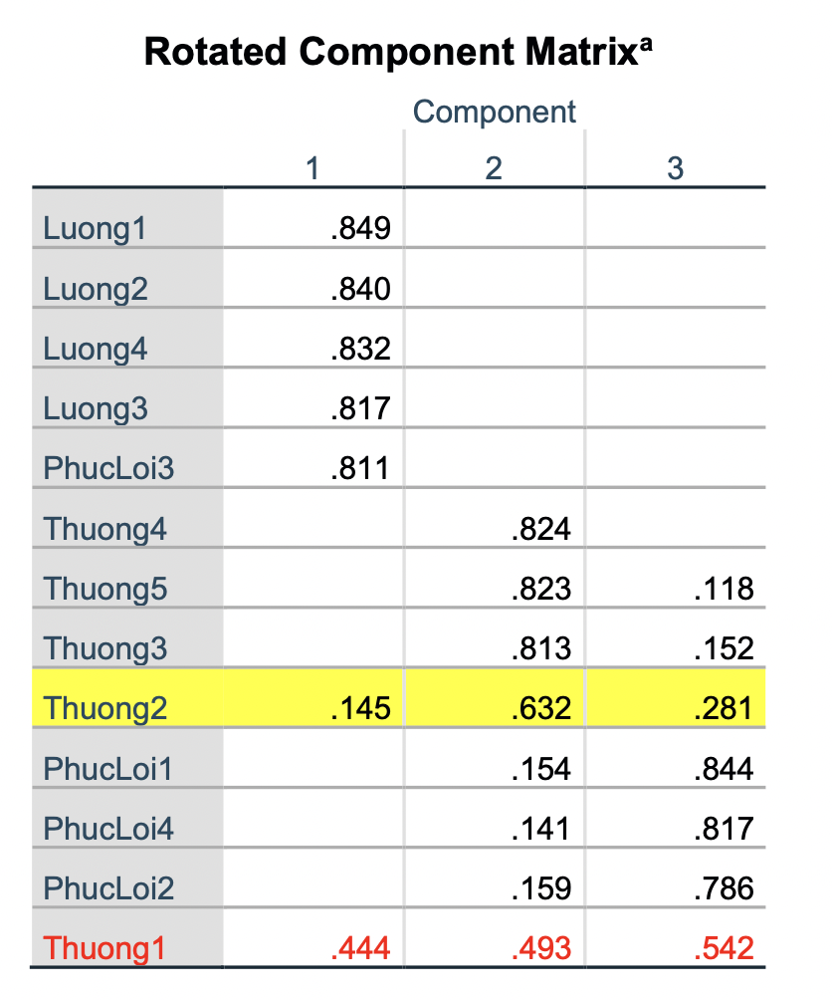 Rotated Component Matrixᵃ
Component
1 2 3
Luong1 .849
Luong2 .840
Luong4 .832
Luong3 .817
PhucLoi3 .811
Thuong4 .824
Thuong5 .823 .118
Thuong3 .813 .152
Thuong2 .145 .632 .281
PhucLoi1 .154 .844
PhucLoi4 .141 .817
PhucLoi2 .159 .786
Thuong1 .444 .493 .542